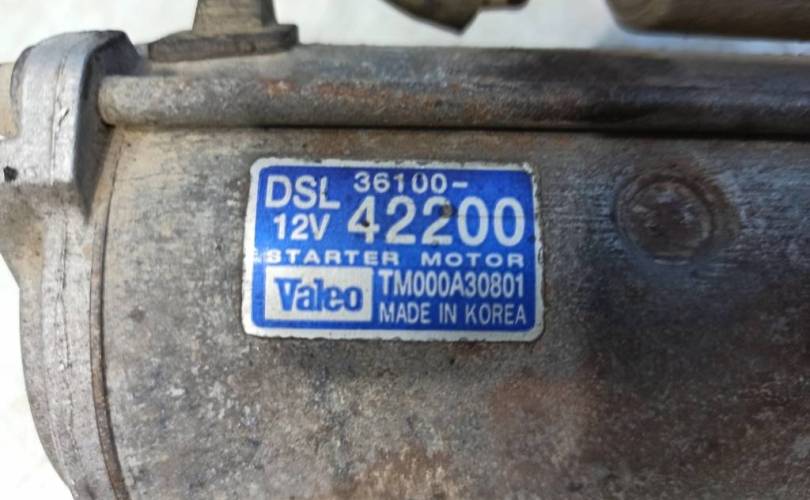 DSL 36100-
12V 42200
STARTER MOTOR
Valeo TM000A30801
MADE IN KOREA